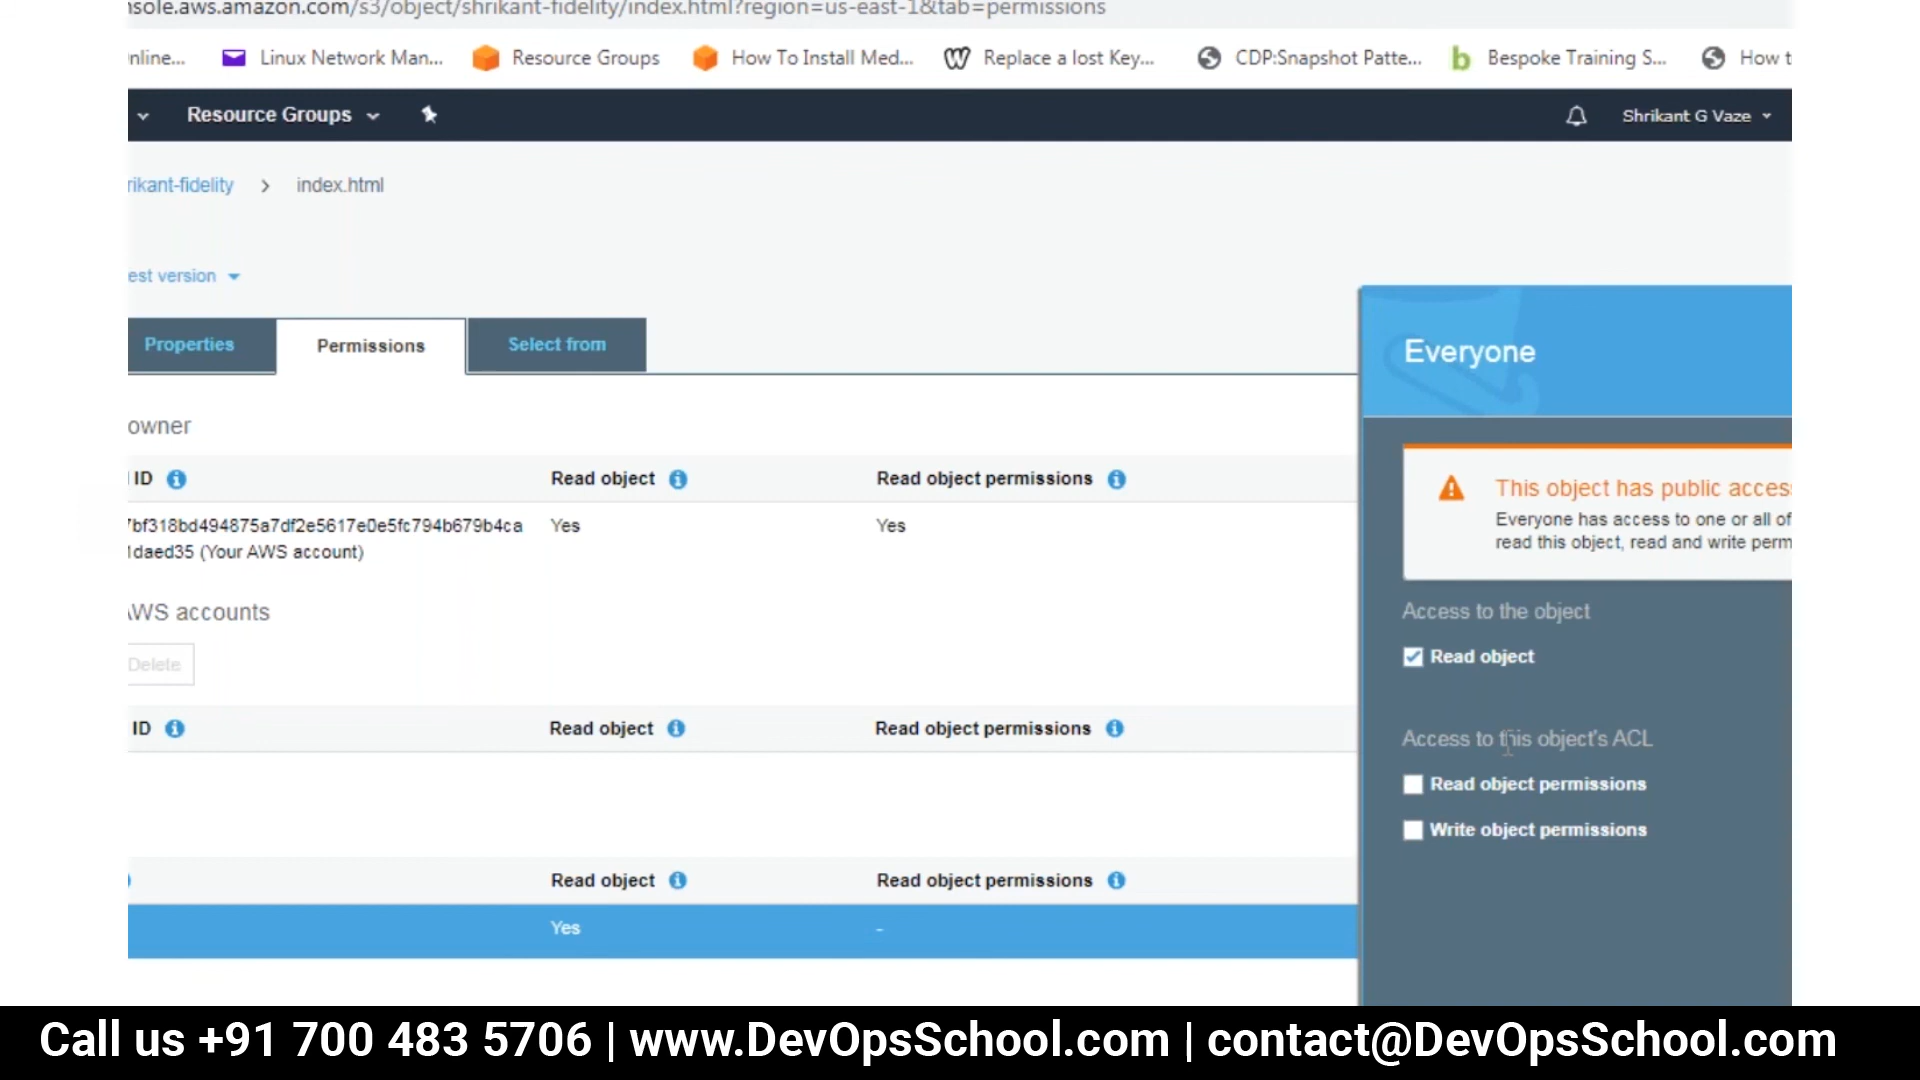 nsole.aws.amazon.com/s3/object/shrikant-fidelity/index.html?region=us-east-1&tab=permissions
nline... Linux Network Man... Resource Groups How To Install Med... Replace a lost Key... CDP:Snapshot Patte... Bespoke Training S... How t
Resource Groups Shrikant G Vaze
rikant-fidelity > index.html
est version
Properties Permissions Select from
Everyone
owner
ID Read object Read object permissions
This object has public acces
Everyone has access to one or all of
read this object, read and write perm
7bf318bd494875a7df2e5617e0e5fc794b679b4ca Yes Yes
1daed35 (Your AWS account)
AWS accounts
Access to the object
Delete
Read object
ID Read object Read object permissions
Access to this object's ACL
Read object permissions
Write object permissions
Read object Read object permissions
Yes -
Call us +91 700 483 5706 | www.DevOpsSchool.com | contact@DevOpsSchool.com